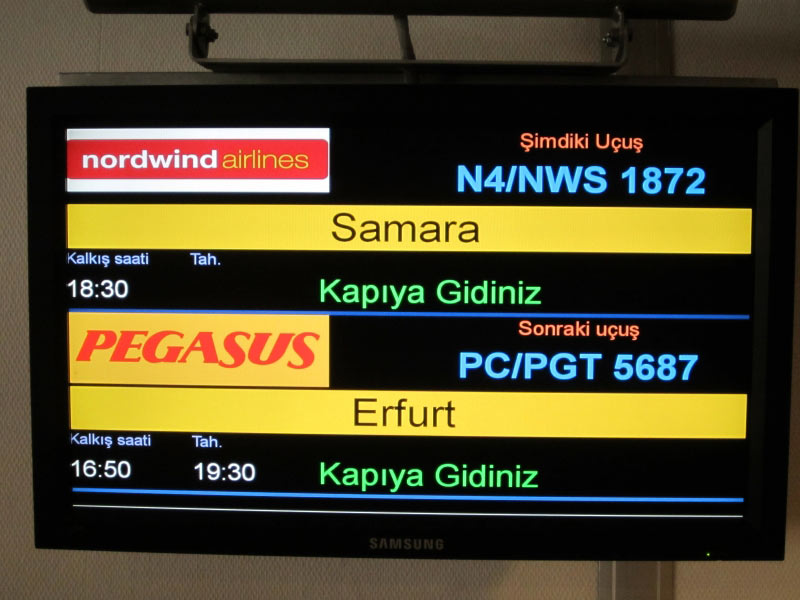 nordwind airlines
Şimdiki Uçuş
N4/NWS 1872
Samara
Kalkış saati Tah.
18:30 Kapıya Gidiniz
PEGASUS
Sonraki uçuş
PC/PGT 5687
Erfurt
Kalkış saati Tah.
16:50 19:30 Kapıya Gidiniz
SAMSUNG